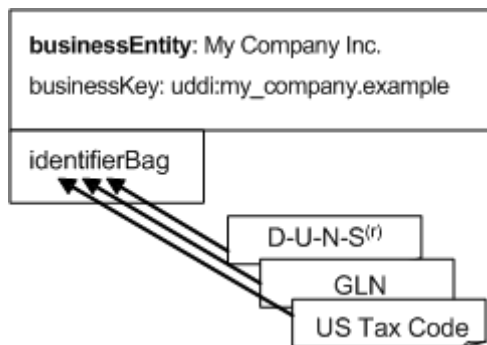 businessEntity: My Company Inc.
businessKey: uddi:my_company.example
identifierBag
D-U-N-S(r)
GLN
US Tax Code